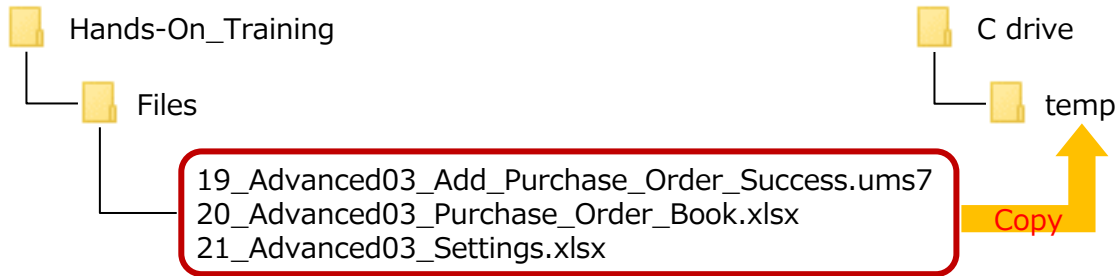 Hands-On_Training
C drive
Files
temp
19_Advanced03_Add_Purchase_Order_Success.ums7
20_Advanced03_Purchase_Order_Book.xlsx
21_Advanced03_Settings.xlsx
Copy